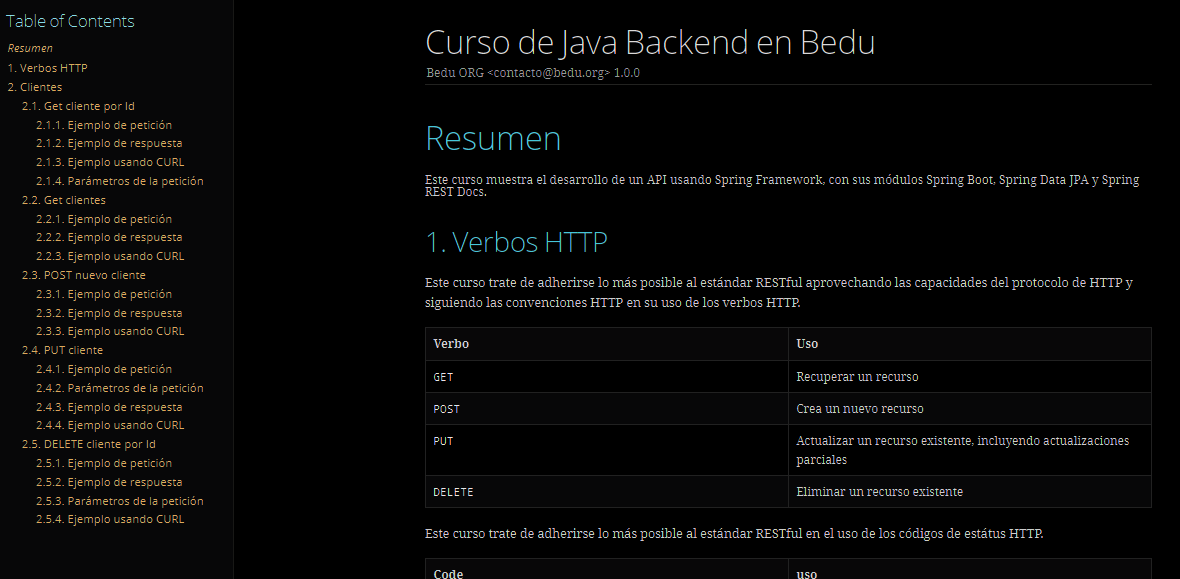 Table of Contents
Resumen
1. Verbos HTTP
2. Clientes
2.1. Get cliente por Id
2.1.1. Ejemplo de petición
2.1.2. Ejemplo de respuesta
2.1.3. Ejemplo usando CURL
2.1.4. Parámetros de la petición
2.2. Get clientes
2.2.1. Ejemplo de petición
2.2.2. Ejemplo de respuesta
2.2.3. Ejemplo usando CURL
2.3. POST nuevo cliente
2.3.1. Ejemplo de petición
2.3.2. Ejemplo de respuesta
2.3.3. Ejemplo usando CURL
2.4. PUT cliente
2.4.1. Ejemplo de petición
2.4.2. Parámetros de la petición
2.4.3. Ejemplo de respuesta
2.4.4. Ejemplo usando CURL
2.5. DELETE cliente por Id
2.5.1. Ejemplo de petición
2.5.2. Ejemplo de respuesta
2.5.3. Parámetros de la petición
2.5.4. Ejemplo usando CURL
Curso de Java Backend en Bedu
Bedu ORG <contacto@bedu.org> 1.0.0
Resumen
Este curso muestra el desarrollo de un API usando Spring Framework, con sus módulos Spring Boot, Spring Data JPA y Spring
REST Docs.
1. Verbos HTTP
Este curso trate de adherirse lo más posible al estándar RESTful aprovechando las capacidades del protocolo de HTTP y
siguiendo las convenciones HTTP en su uso de los verbos HTTP.
Verbo Uso
GET Recuperar un recurso
POST Crea un nuevo recurso
PUT Actualizar un recurso existente, incluyendo actualizaciones
parciales
DELETE Eliminar un recurso existente
Este curso trate de adherirse lo más posible al estándar RESTful en el uso de los códigos de estátus HTTP.
Code uso